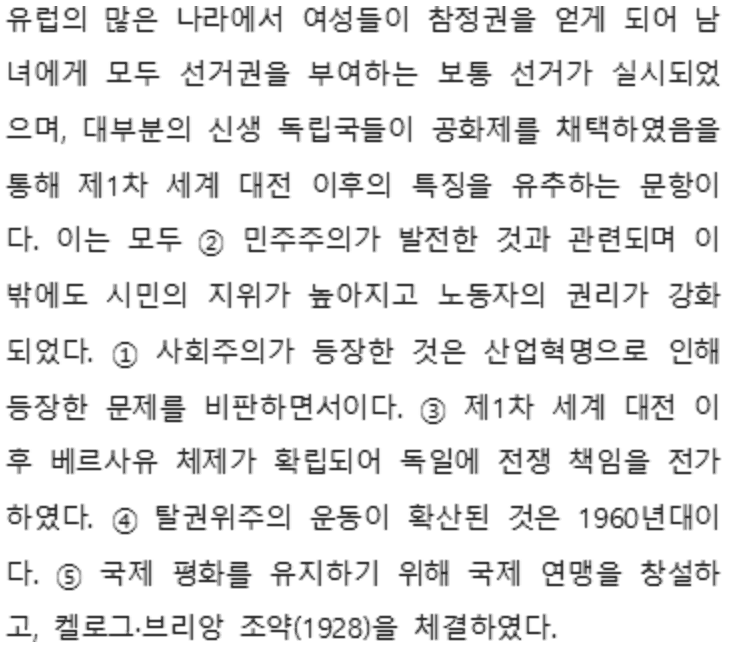 유럽의 많은 나라에서 여성들이 참정권을 얻게 되어 남
녀에게 모두 선거권을 부여하는 보통 선거가 실시되었
으며, 대부분의 신생 독립국들이 공화제를 채택하였음을
통해 제1차 세계 대전 이후의 특징을 유추하는 문항이
다. 이는 모두 ② 민주주의가 발전한 것과 관련되며 이
밖에도 시민의 지위가 높아지고 노동자의 권리가 강화
되었다. ① 사회주의가 등장한 것은 산업혁명으로 인해
등장한 문제를 비판하면서이다. ③ 제1차 세계 대전 이
후 베르사유 체제가 확립되어 독일에 전쟁 책임을 전가
하였다. ④ 탈권위주의 운동이 확산된 것은 1960년대이
다. ⑤ 국제 평화를 유지하기 위해 국제 연맹을 창설하
고, 켈로그·브리앙 조약(1928)을 체결하였다.